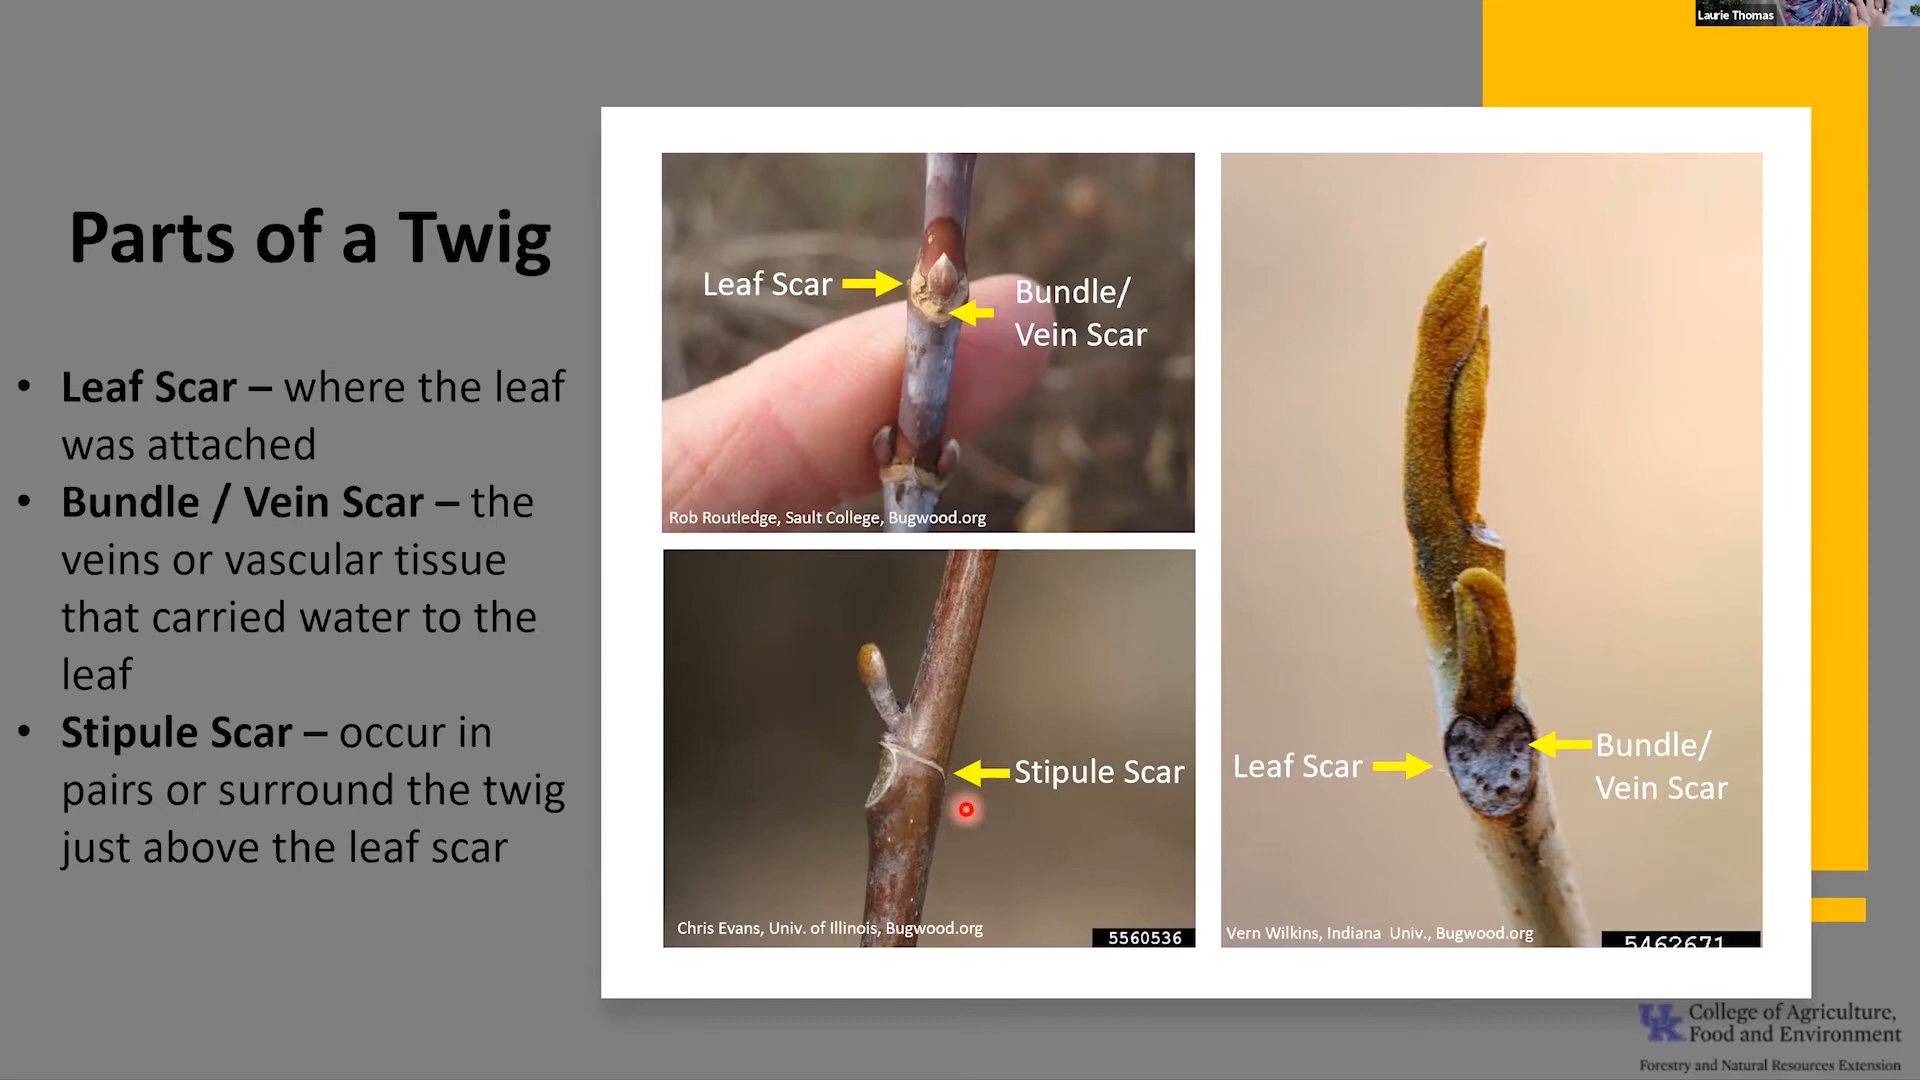 Laurie Thomas
Parts of a Twig
• Leaf Scar – where the leaf
was attached
• Bundle / Vein Scar – the
veins or vascular tissue
that carried water to the
leaf
• Stipule Scar – occur in
pairs or surround the twig
just above the leaf scar
Leaf Scar
Bundle/
Vein Scar
Rob Routledge, Sault College, Bugwood.org
Stipule Scar
Chris Evans, Univ. of Illinois, Bugwood.org
5560536
Leaf Scar
Bundle/
Vein Scar
Vern Wilkins, Indiana Univ., Bugwood.org
5462671
UK
College of Agriculture,
Food and Environment
Forestry and Natural Resources Extension